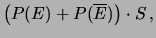 (P(E) + P(E̅)) · S,